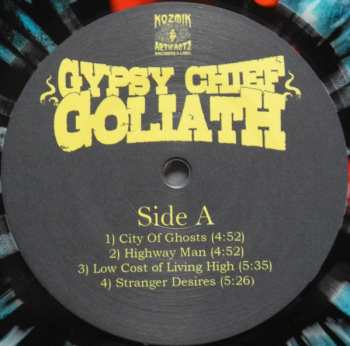 KOZMIK
ARTIFACTZ
GYPSY CHIEF
GOLIATH
Side A
1) City Of Ghosts (4:52)
2) Highway Man (4:52)
3) Low Cost of Living High (5:35)
4) Stranger Desires (5:26)